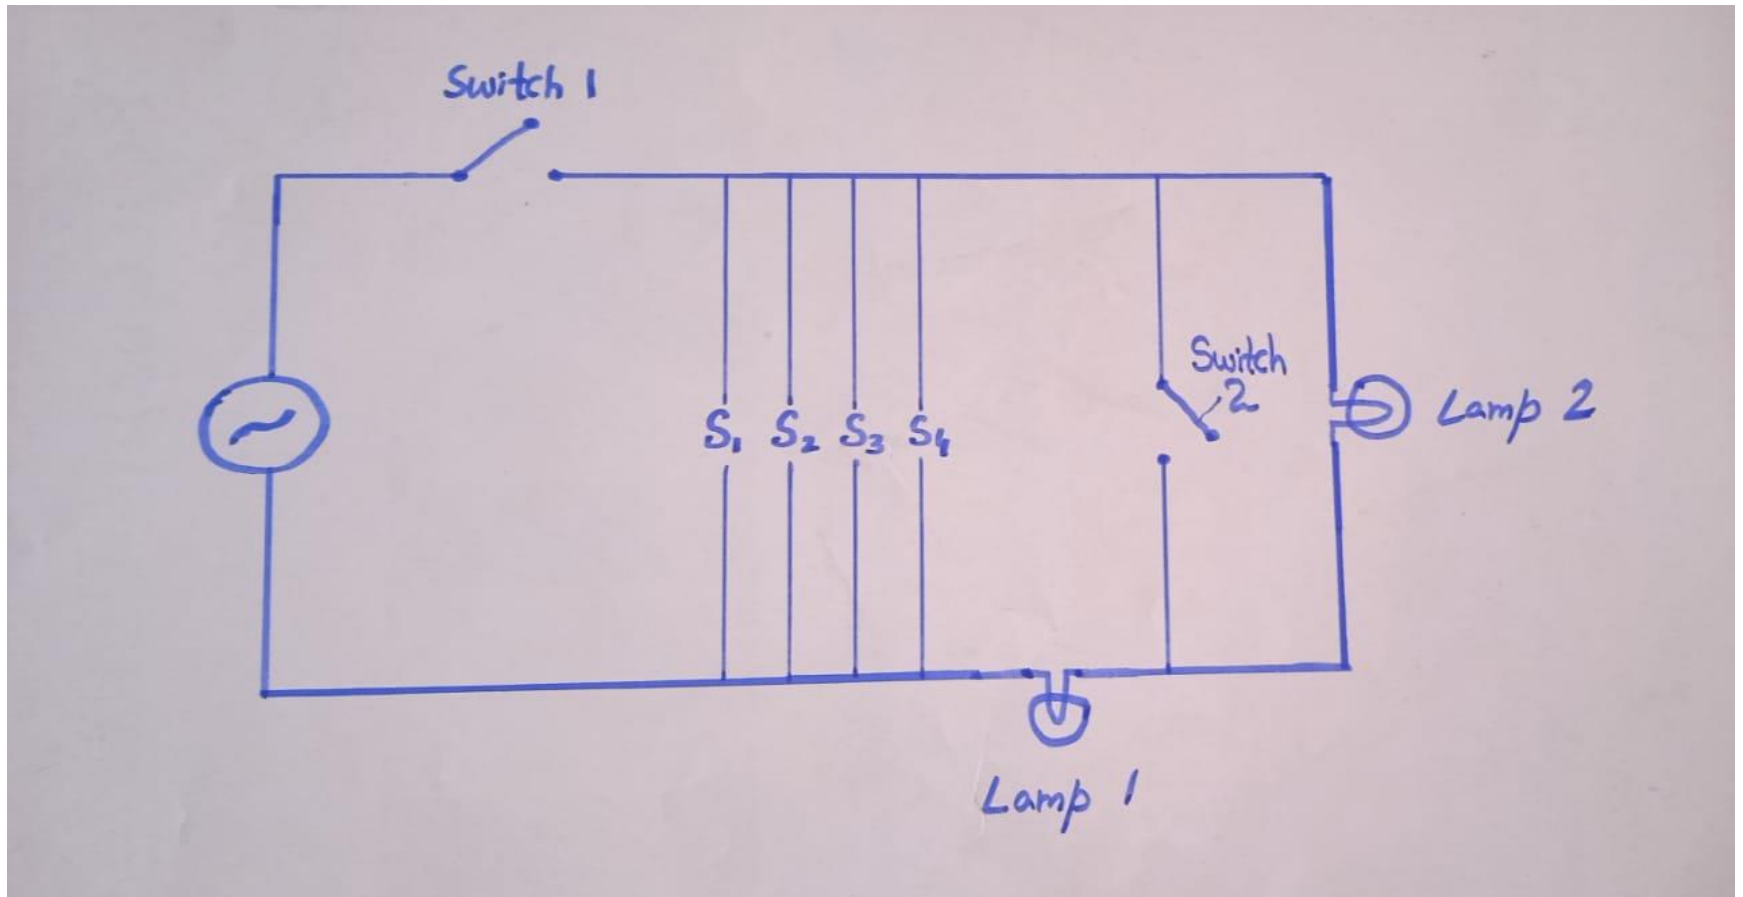 Switch 1
S₁ S₂ S₃ S₄
Switch
2
Lamp 2
Lamp 1